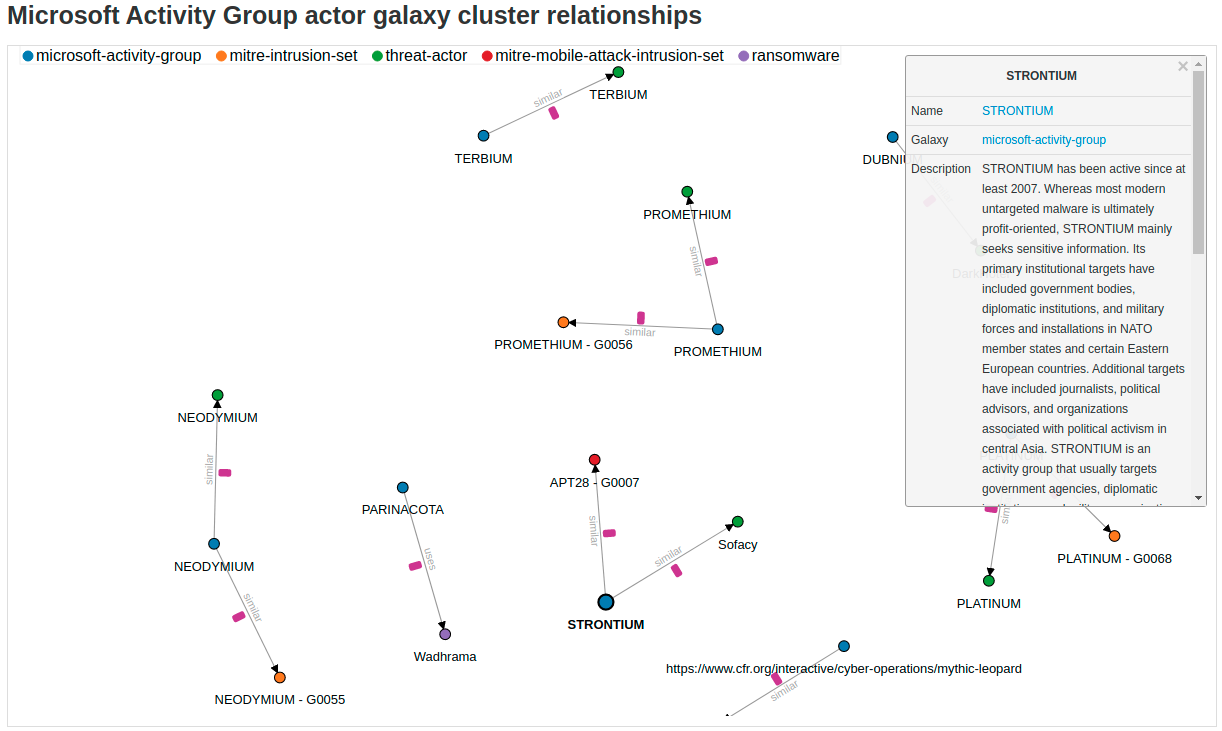 Microsoft Activity Group actor galaxy cluster relationships
microsoft-activity-group mitre-intrusion-set threat-actor mitre-mobile-attack-intrusion-set ransomware
TERBIUM
similar
TERBIUM
PROMETHIUM
similar
PROMETHIUM - G0056
similar
PROMETHIUM
NEODYMIUM
similar
NEODYMIUM
similar
NEODYMIUM - G0055
PARINACOTA
uses
Wadhrama
APT28 - G0007
similar
Sofacy
similar
STRONTIUM
https://www.cfr.org/interactive/cyber-operations/mythic-leopard
similar
PLATINUM
PLATINUM - G0068
×
STRONTIUM
Name STRONTIUM
Galaxy microsoft-activity-group
Description STRONTIUM has been active since at
least 2007. Whereas most modern
untargeted malware is ultimately
profit-oriented, STRONTIUM mainly
seeks sensitive information. Its
primary institutional targets have
included government bodies,
diplomatic institutions, and military
forces and installations in NATO
member states and certain Eastern
European countries. Additional targets
have included journalists, political
advisors, and organizations
associated with political activism in
central Asia. STRONTIUM is an
activity group that usually targets
government agencies, diplomatic